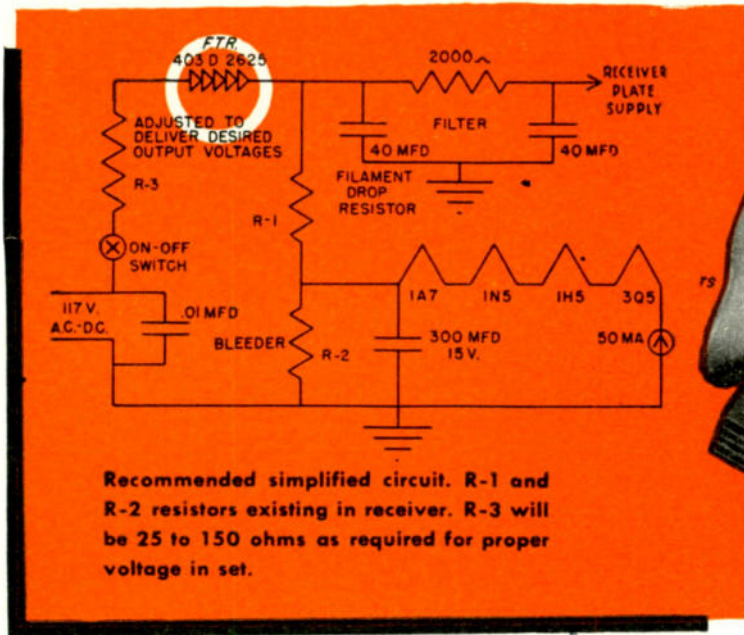 F.T.R.
403 D 2625
2000 ~
RECEIVER
PLATE
SUPPLY
ADJUSTED TO
DELIVER DESIRED
OUTPUT VOLTAGES
FILTER
40 MFD
40 MFD
R-3
FILAMENT
DROP
RESISTOR
R-1
ON-OFF
SWITCH
1A7
1N5
1H5
3Q5
rs
117 V.
A.C.-D.C.
.01 MFD
BLEEDER
R-2
300 MFD
15 V.
50 MA
Recommended simplified circuit. R-1 and
R-2 resistors existing in receiver. R-3 will
be 25 to 150 ohms as required for proper
voltage in set.